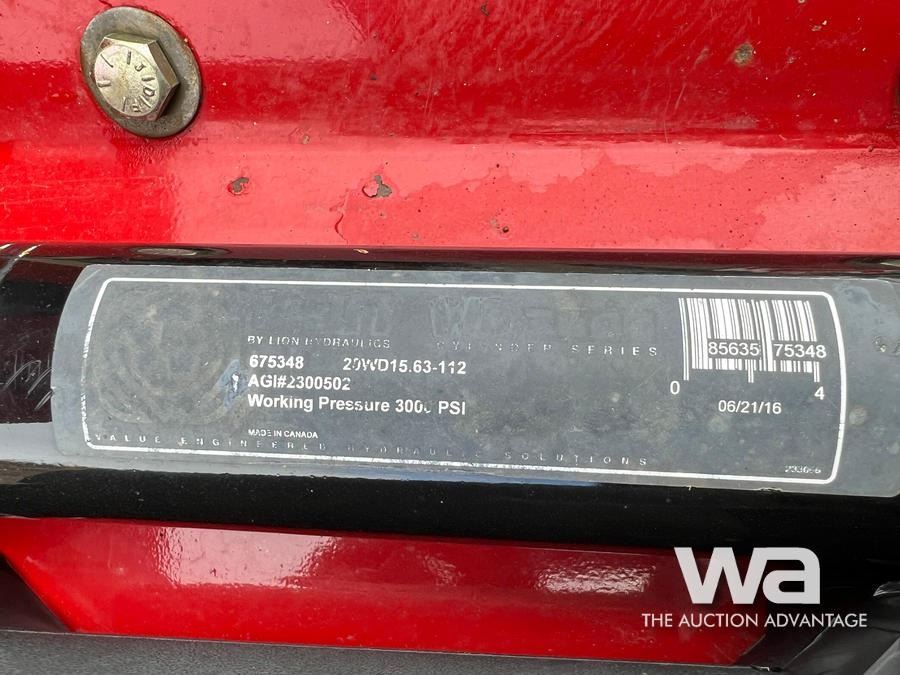 BY LION HYDRAULICS CYLINDER SERIES
675348 20WD15.63-112
AGI#2300502
Working Pressure 3000 PSI
MADE IN CANADA
VALUE ENGINEERED HYDRAULIC SOLUTIONS
0 85635 75348 4
06/21/16
wa
THE AUCTION ADVANTAGE